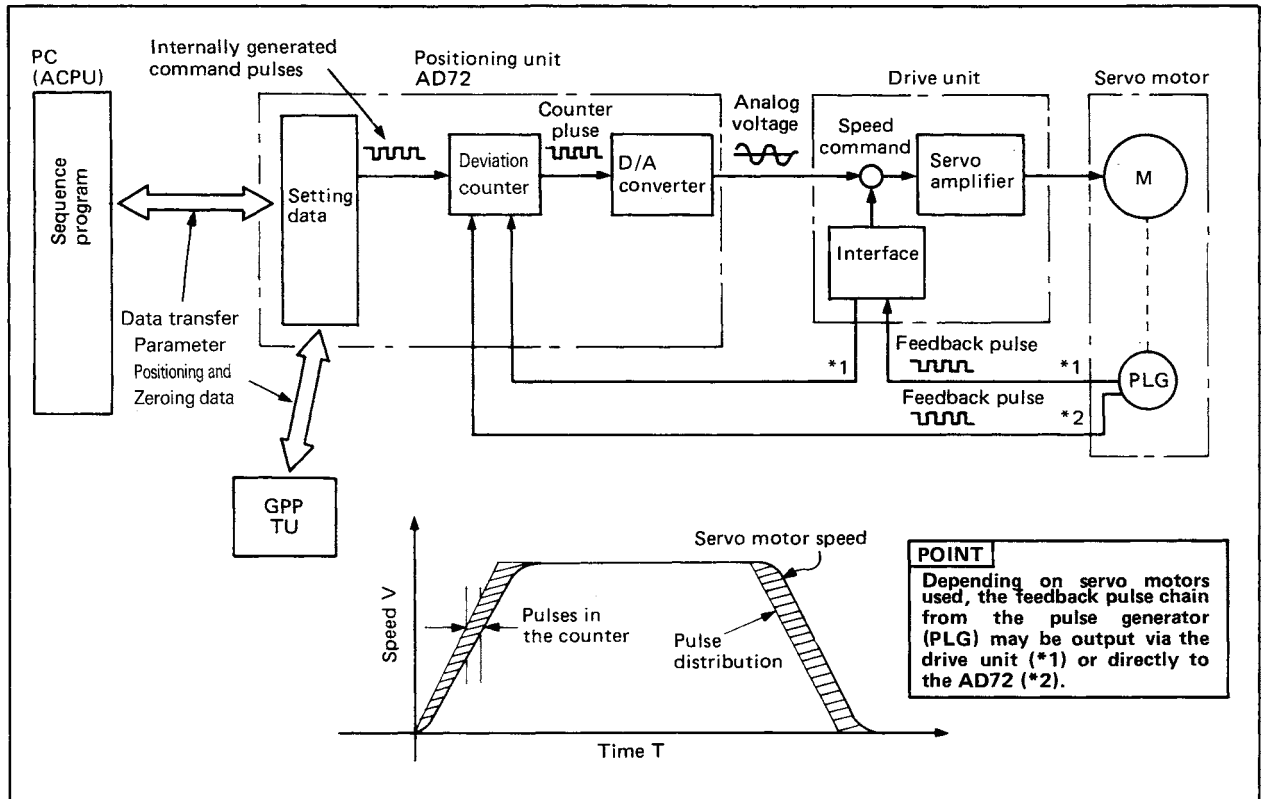 PC
(ACPU)
Internally generated
command pulses
Positioning unit
AD72
Drive unit
Servo motor
Sequence
program
Setting
data
Deviation
counter
Counter
pluse
D/A
converter
Analog
voltage
Speed
command
Servo
amplifier
M
Interface
Data transfer
Parameter
Positioning and
Zeroing data
*1
Feedback pulse
*1
Feedback pulse
*2
PLG
GPP
TU
Speed V
Pulses in
the counter
Servo motor speed
Pulse
distribution
Time T
POINT
Depending on servo motors
used, the feedback pulse chain
from the pulse generator
(PLG) may be output via the
drive unit (*1) or directly to
the AD72 (*2).